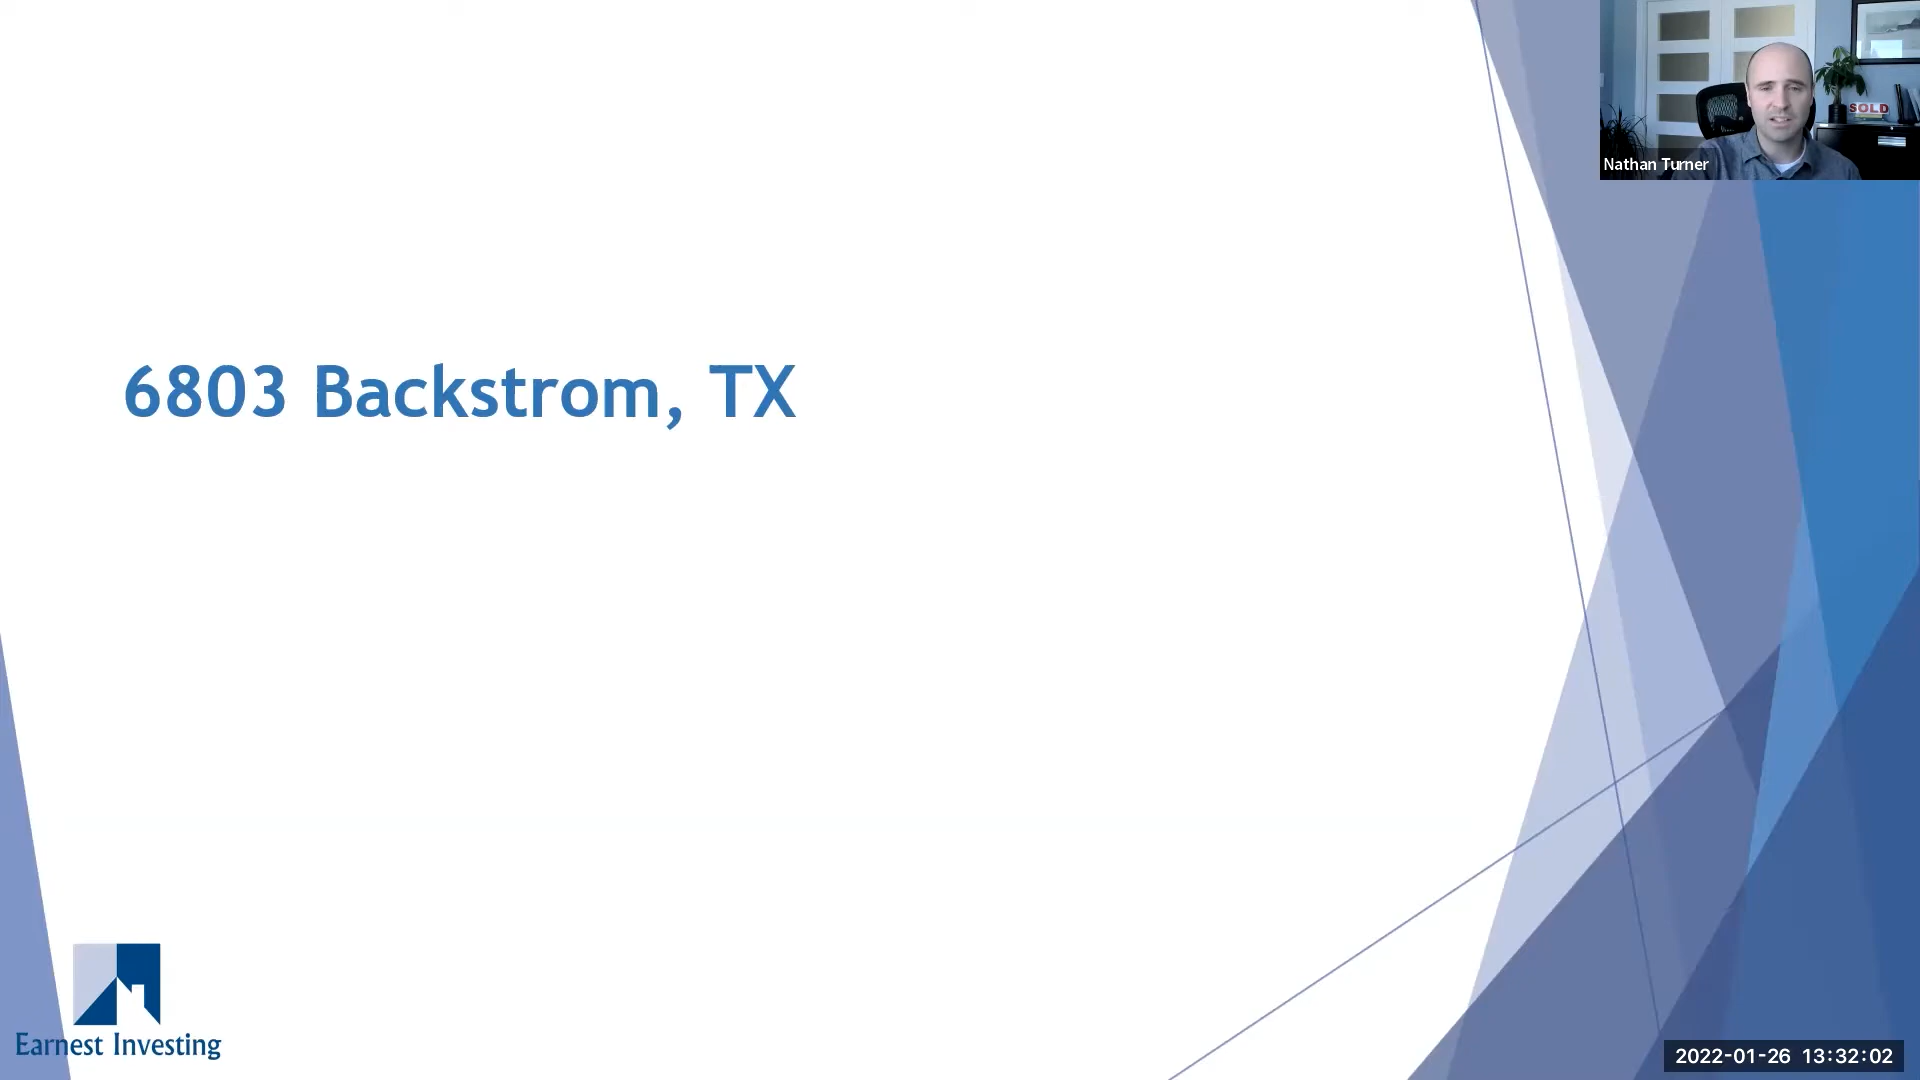 SOLD
Nathan Turner
6803 Backstrom, TX
Earnest Investing
2022-01-26 13:32:02